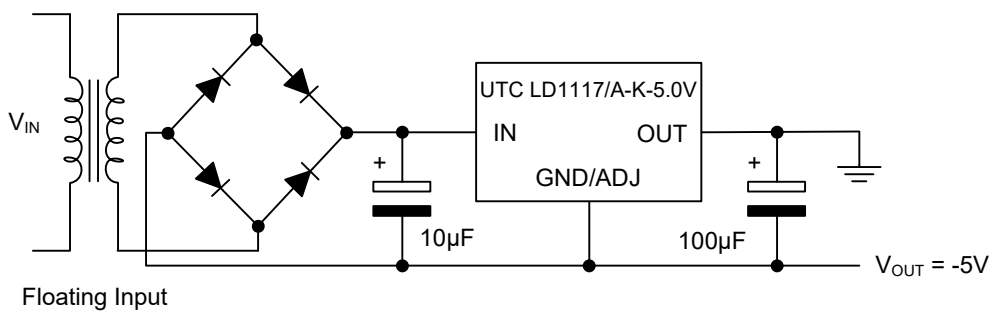 UTC LD1117/A-K-5.0V
V_IN
IN
OUT
+
+
GND/ADJ
10µF
100µF
V_OUT = -5V
Floating Input